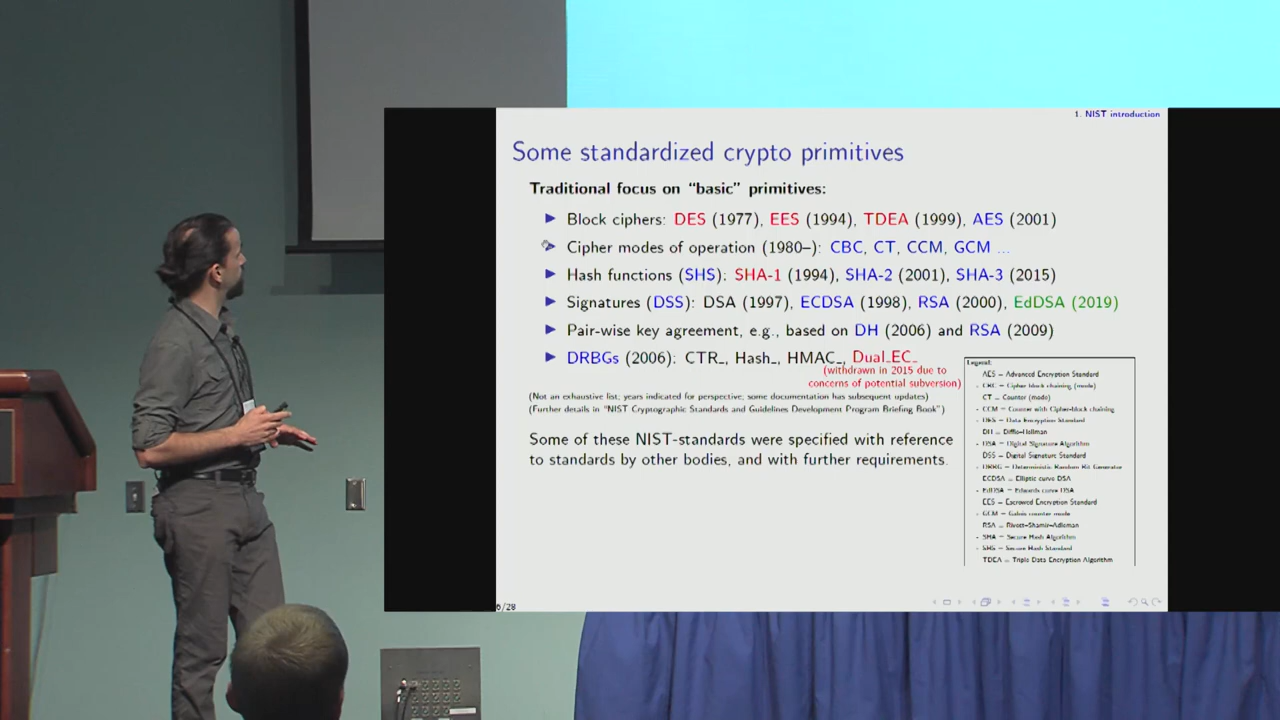 1. NIST introduction
Some standardized crypto primitives
Traditional focus on “basic” primitives:
Block ciphers: DES (1977), EES (1994), TDEA (1999), AES (2001)
Cipher modes of operation (1980–): CBC, CT, CCM, GCM ...
Hash functions (SHS): SHA-1 (1994), SHA-2 (2001), SHA-3 (2015)
Signatures (DSS): DSA (1997), ECDSA (1998), RSA (2000), EdDSA (2019)
Pair-wise key agreement, e.g., based on DH (2006) and RSA (2009)
DRBGs (2006): CTR_, Hash_, HMAC_, Dual_EC_
(withdrawn in 2015 due to
concerns of potential subversion)
(Not an exhaustive list; years indicated for perspective; some documentation has subsequent updates)
(Further details in “NIST Cryptographic Standards and Guidelines Development Program Briefing Book”)
Some of these NIST-standards were specified with reference
to standards by other bodies, and with further requirements.
Legend:
AES – Advanced Encryption Standard
- CBC – Cipher block chaining (mode)
CT – Counter (mode)
- CCM – Counter with Cipher-block chaining
- DES – Data Encryption Standard
DH – Diffie–Hellman
- DSA – Digital Signature Algorithm
DSS – Digital Signature Standard
- DRBG – Deterministic Random Bit Generator
ECDSA – Elliptic curve DSA
- EdDSA – Edwards curve DSA
EES – Escrowed Encryption Standard
- GCM – Galois counter mode
RSA – Rivest–Shamir–Adleman
- SHA – Secure Hash Algorithm
- SHS – Secure Hash Standard
TDEA – Triple Data Encryption Algorithm
6/28